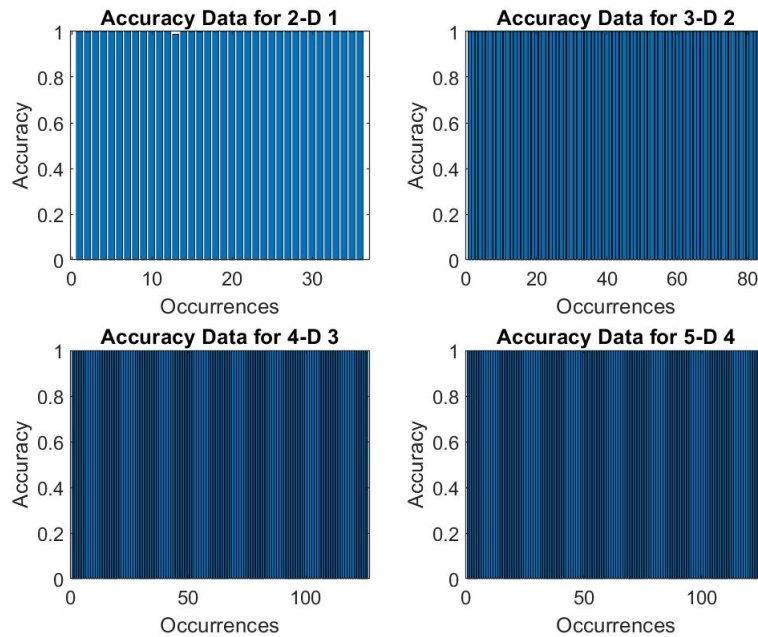 Accuracy Data for 2-D 1
1
0.8
0.6
0.4
0.2
0
Accuracy
0 10 20 30
Occurrences
Accuracy Data for 3-D 2
1
0.8
0.6
0.4
0.2
0
Accuracy
0 20 40 60 80
Occurrences
Accuracy Data for 4-D 3
1
0.8
0.6
0.4
0.2
0
Accuracy
0 50 100
Occurrences
Accuracy Data for 5-D 4
1
0.8
0.6
0.4
0.2
0
Accuracy
0 50 100
Occurrences